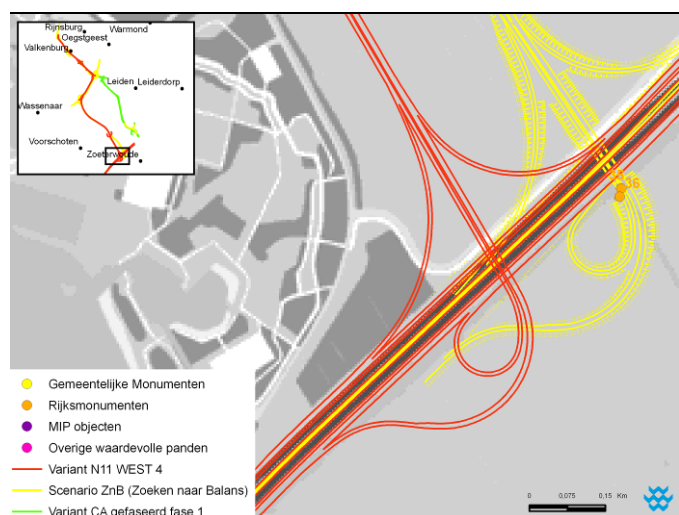 Rijnsburg
Warmond
Oegstgeest
Valkenburg
Leiden
Leiderdorp
Wassenaar
Voorschoten
Zoeterwoude
36
Gemeentelijke Monumenten
Rijksmonumenten
MIP objecten
Overige waardevolle panden
Variant N11 WEST 4
Scenario ZnB (Zoeken naar Balans)
Variant CA gefaseerd fase 1
0 0,075 0,15 Km